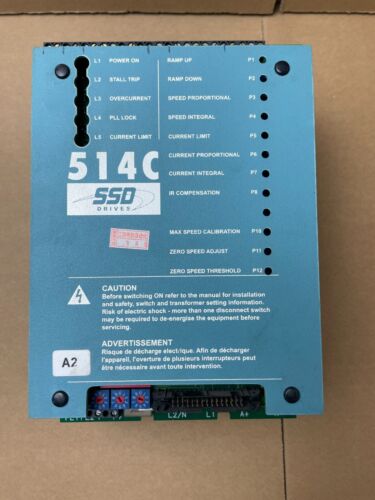 L1 POWER ON RAMP UP P1
L2 STALL TRIP RAMP DOWN P2
L3 OVERCURRENT SPEED PROPORTIONAL P3
L4 PLL LOCK SPEED INTEGRAL P4
L5 CURRENT LIMIT CURRENT LIMIT P5
CURRENT PROPORTIONAL P6
CURRENT INTEGRAL P7
IR COMPENSATION P8
514C
SSD
DRIVES
MAX SPEED CALIBRATION P10
ZERO SPEED ADJUST P11
ZERO SPEED THRESHOLD P12
CAUTION
Before switching ON refer to the manual for installation
and safety, switch and transformer setting information.
Risk of electric shock - more than one disconnect switch
may be required to de-energise the equipment before
servicing.
ADVERTISSEMENT
Risque de décharge electrique. Afin de décharger
l'appareil, l'overture de plusieurs interrupteurs peut
être nécessaire avant toute intervention.
A2
L2/N L1 A+